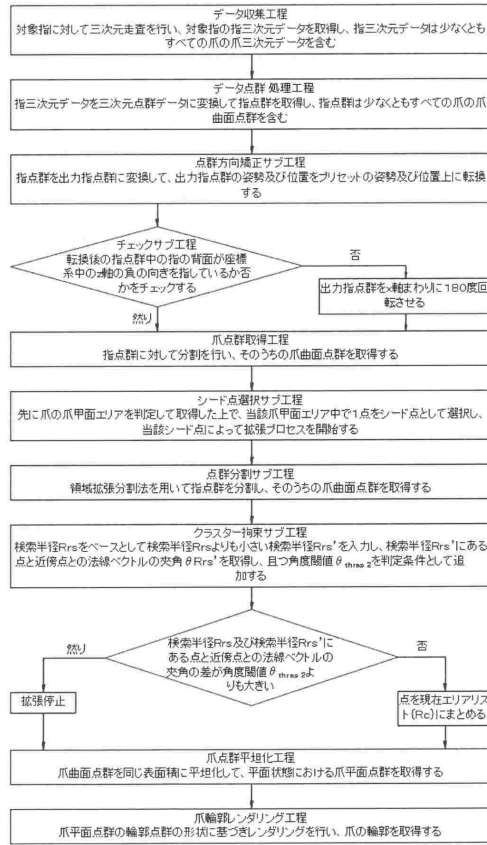 データ収集工程
対象指に対して三次元走査を行い、対象指の指三次元データを取得し、指三次元データは少なくとも
すべての爪の爪三次元データを含む
データ点群 処理工程
指三次元データを三次元点群データに変換して指点群を取得し、指点群は少なくともすべての爪の爪
曲面点群を含む
点群方向矯正サブ工程
指点群を出力指点群に変換して、出力指点群の姿勢及び位置をプリセットの姿勢及び位置上に転換
する
チェックサブ工程
転換後の指点群中の指の背面が座標
系中のz軸の負の向きを指しているか否
かをチェックする
否
出力指点群をx軸まわりに180度回
転させる
然り
爪点群取得工程
指点群に対して分割を行い、そのうちの爪曲面点群を取得する
シード点選択サブ工程
先に爪の爪甲面エリアを判定して取得した上で、当該爪甲面エリア中で1点をシード点として選択し、
当該シード点によって拡張プロセスを開始する
点群分割サブ工程
領域拡張分割法を用いて指点群を分割し、そのうちの爪曲面点群を取得する
クラスター拘束サブ工程
検索半径Rrsをベースとして検索半径Rrsよりも小さい検索半径Rrs'を入力し、検索半径Rrs'にある
点と近傍点との法線ベクトルの夾角θRrs'を取得し、且つ角度閾値θthres 2を判定条件として追
加する
然り
検索半径Rrs及び検索半径Rrs'に
ある点と近傍点との法線ベクトルの
夾角の差が角度閾値θthres 2よ
りも大きい
否
拡張停止
点を現在エリアリス
ト{Rc}にまとめる
爪点群平坦化工程
爪曲面点群を同じ表面積に平坦化して、平面状態における爪平面点群を取得する
爪輪郭レンダリング工程
爪平面点群の輪郭点群の形状に基づきレンダリングを行い、爪の輪郭を取得する